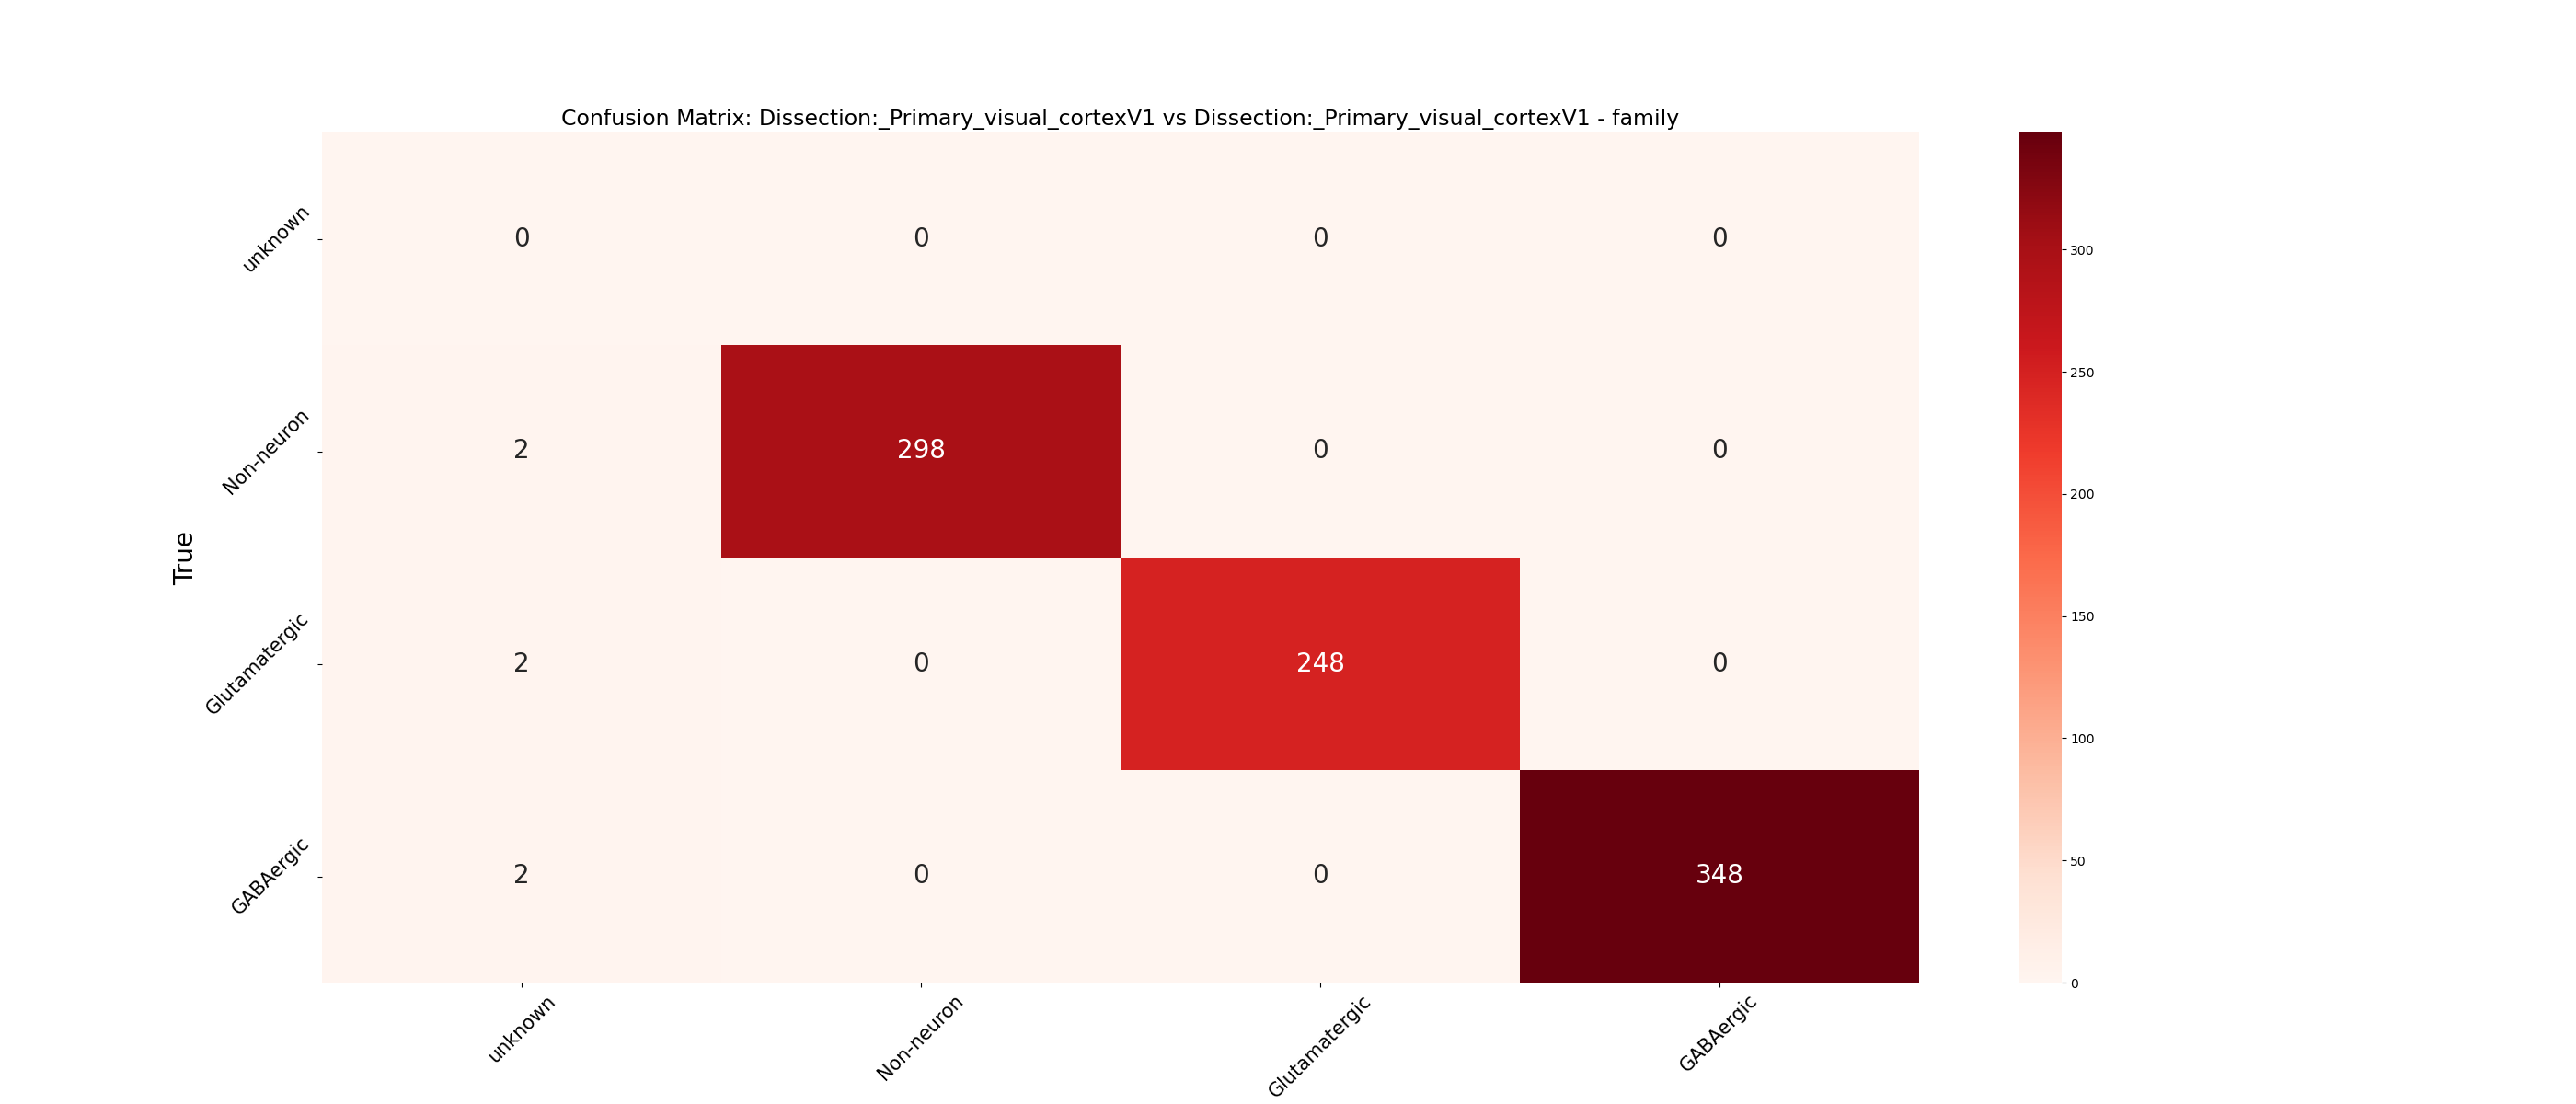 Confusion Matrix: Dissection:_Primary_visual_cortexV1 vs Dissection:_Primary_visual_cortexV1 - family
True
unknown
0 0 0 0
Non-neuron
2 298 0 0
Glutamatergic
2 0 248 0
GABAergic
2 0 0 348
unknown Non-neuron Glutamatergic GABAergic
300
250
200
150
100
50
0